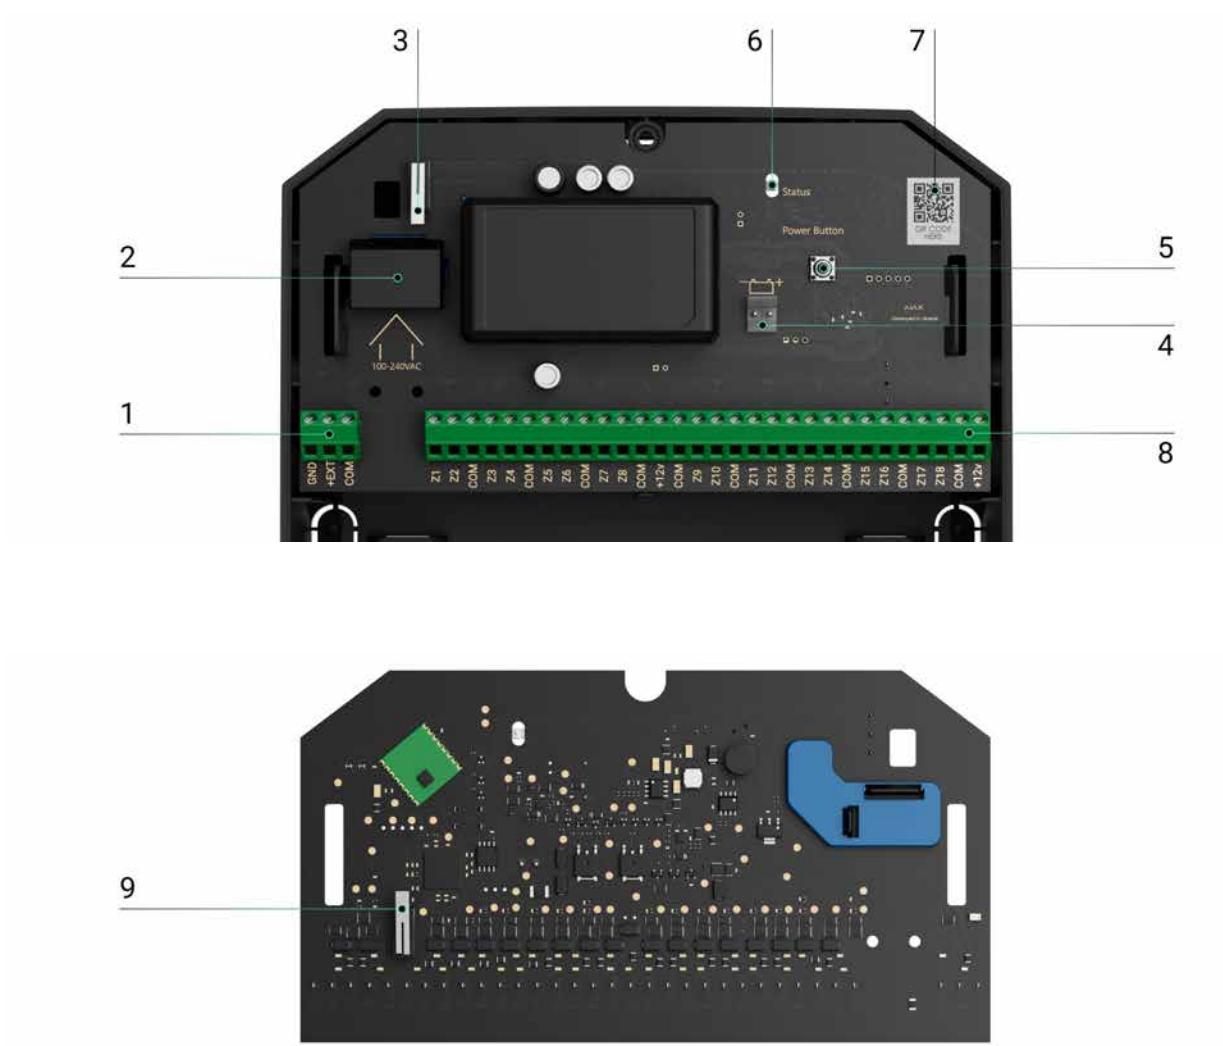 3
6
7
Status
QR CODE
HERE
Power Button
5
2
- +
AJAX
4
100-240VAC
1
8
GND
+EXT
COM
Z1
Z2
COM
Z3
Z4
COM
Z5
Z6
COM
Z7
Z8
COM
+12v
COM
Z9
Z10
COM
Z11
Z12
COM
Z13
Z14
COM
Z15
Z16
COM
Z17
Z18
COM
+12v
9